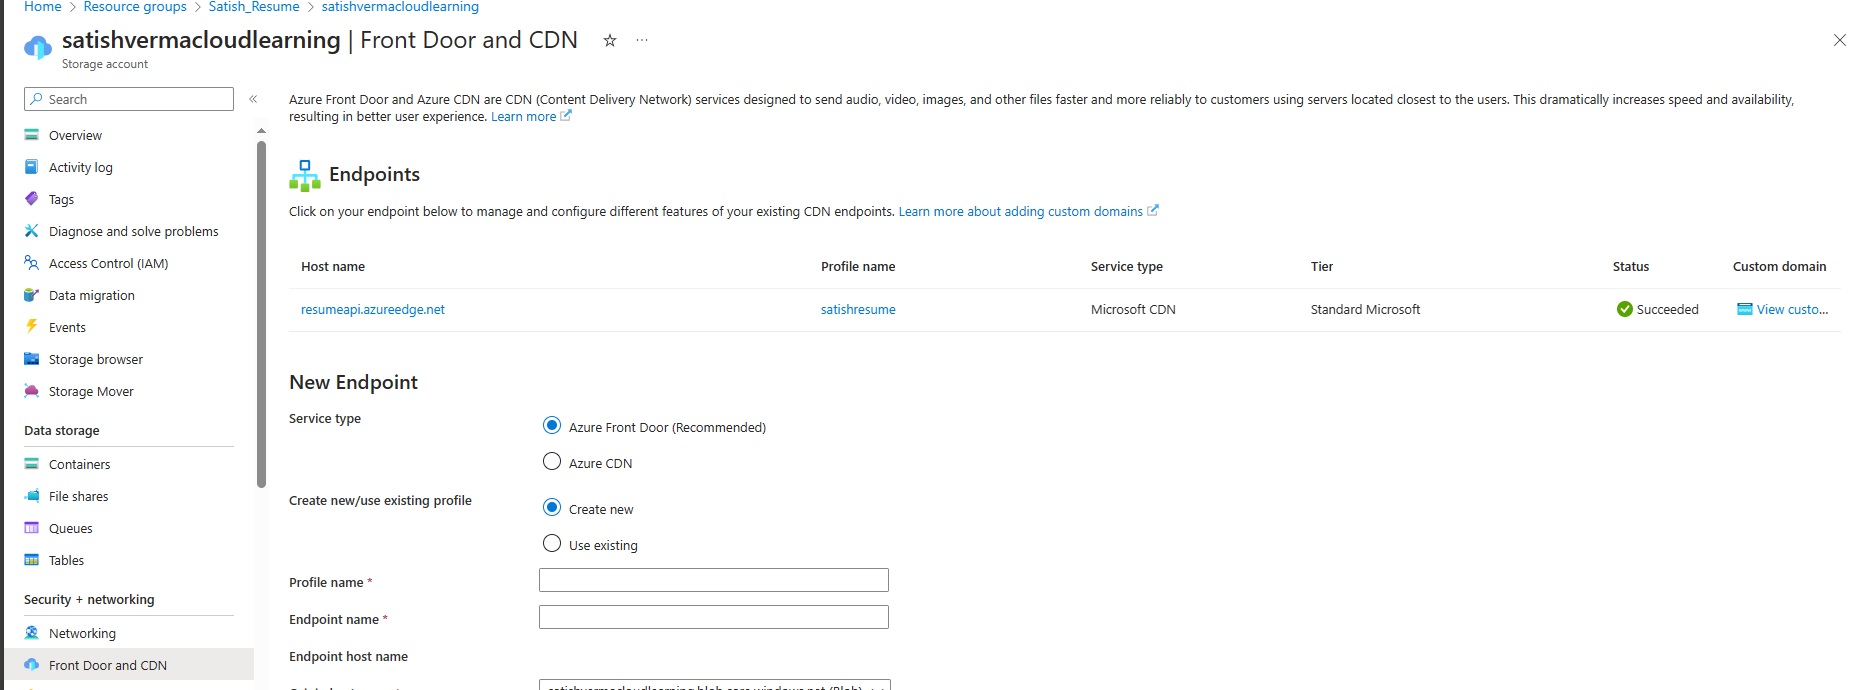 Home > Resource groups > Satish_Resume > satishvermacloudlearning
satishvermacloudlearning | Front Door and CDN
Storage account
Search
Overview
Activity log
Tags
Diagnose and solve problems
Access Control (IAM)
Data migration
Events
Storage browser
Storage Mover
Data storage
Containers
File shares
Queues
Tables
Security + networking
Networking
Front Door and CDN
Azure Front Door and Azure CDN are CDN (Content Delivery Network) services designed to send audio, video, images, and other files faster and more reliably to customers using servers located closest to the users. This dramatically increases speed and availability,
resulting in better user experience. Learn more
Endpoints
Click on your endpoint below to manage and configure different features of your existing CDN endpoints. Learn more about adding custom domains
Host name Profile name Service type Tier Status Custom domain
resumeapi.azureedge.net satishresume Microsoft CDN Standard Microsoft Succeeded View custo...
New Endpoint
Service type
Azure Front Door (Recommended)
Azure CDN
Create new/use existing profile
Create new
Use existing
Profile name *
Endpoint name *
Endpoint host name
satishvermacloudlearning.blob.core.windows.net (Blob)